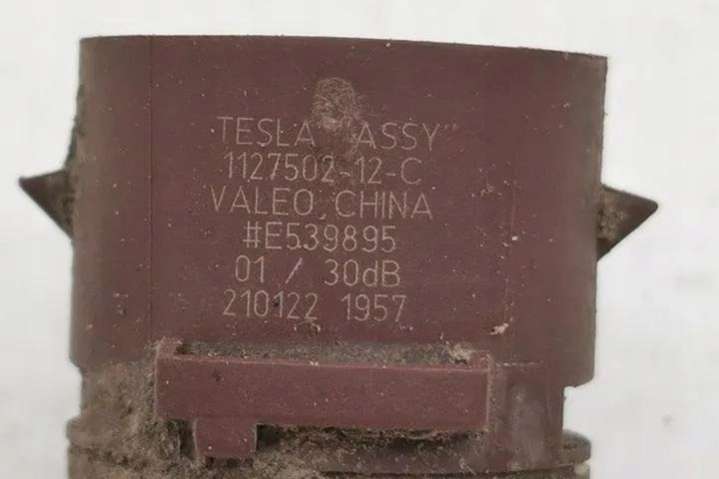 TESLA "ASSY"
1127502-12-C
VALEO CHINA
#E539895
01 / 30dB
210122 1957